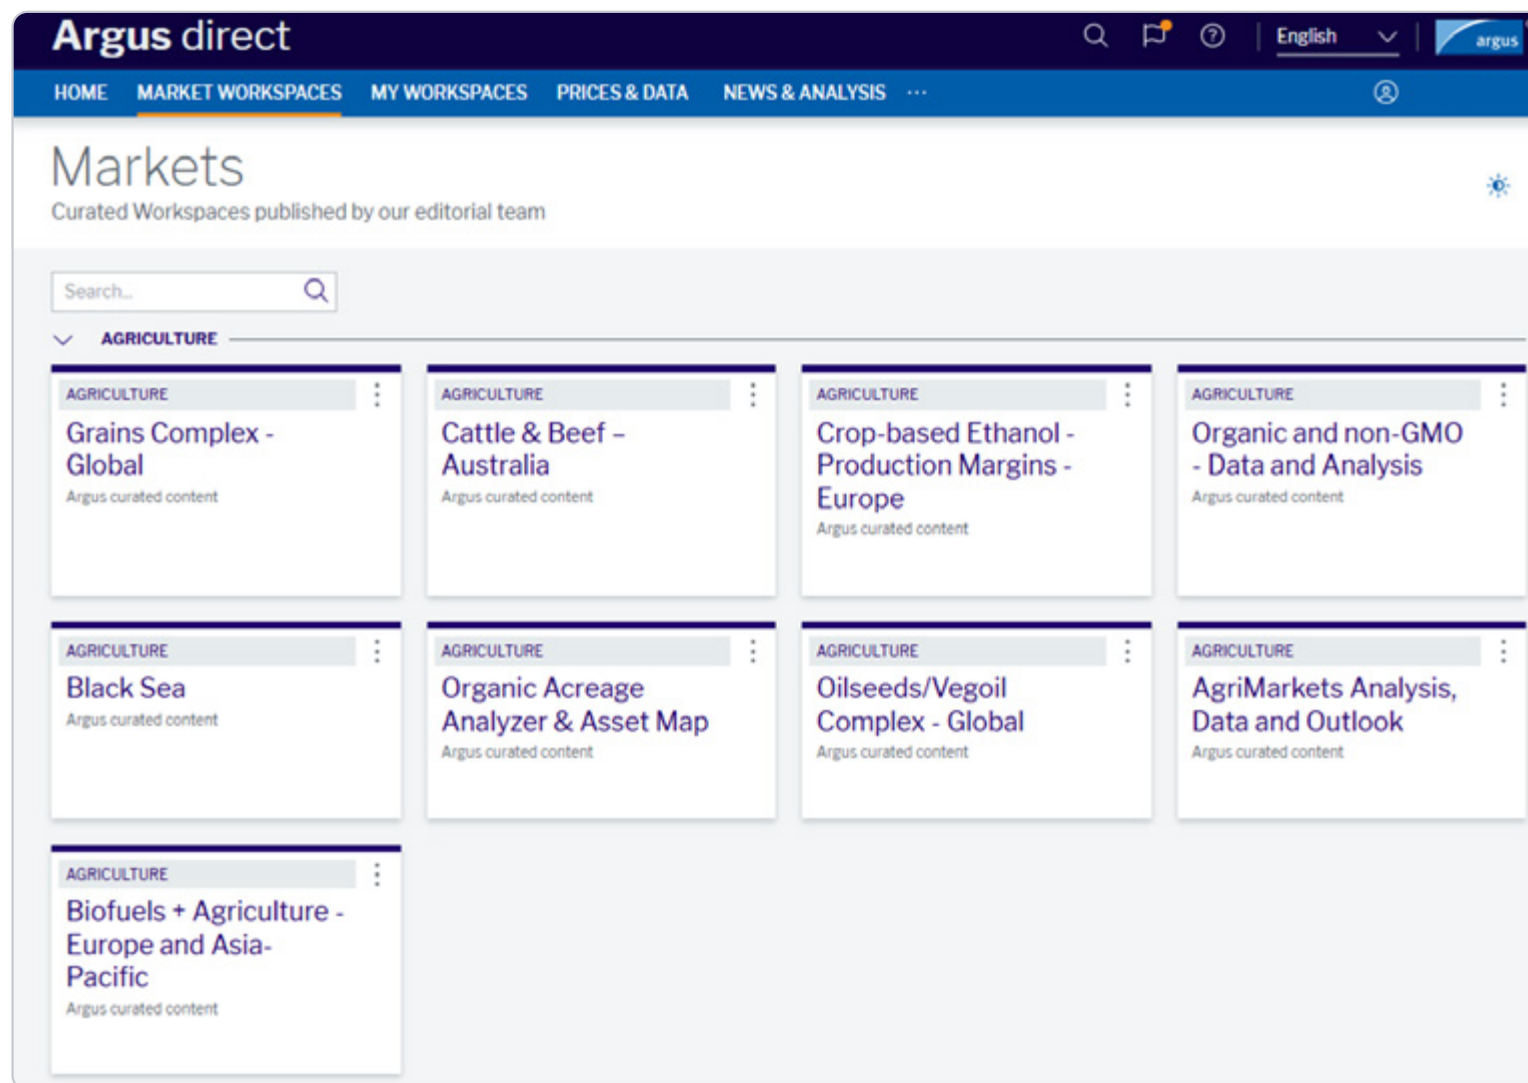 Argus direct
English
argus
HOME MARKET WORKSPACES MY WORKSPACES PRICES & DATA NEWS & ANALYSIS ...
Markets
Curated Workspaces published by our editorial team
Search...
AGRICULTURE
AGRICULTURE
Grains Complex -
Global
Argus curated content
AGRICULTURE
Cattle & Beef –
Australia
Argus curated content
AGRICULTURE
Crop-based Ethanol -
Production Margins -
Europe
Argus curated content
AGRICULTURE
Organic and non-GMO
- Data and Analysis
Argus curated content
AGRICULTURE
Black Sea
Argus curated content
AGRICULTURE
Organic Acreage
Analyzer & Asset Map
Argus curated content
AGRICULTURE
Oilseeds/Vegoil
Complex - Global
Argus curated content
AGRICULTURE
AgriMarkets Analysis,
Data and Outlook
Argus curated content
AGRICULTURE
Biofuels + Agriculture -
Europe and Asia-
Pacific
Argus curated content